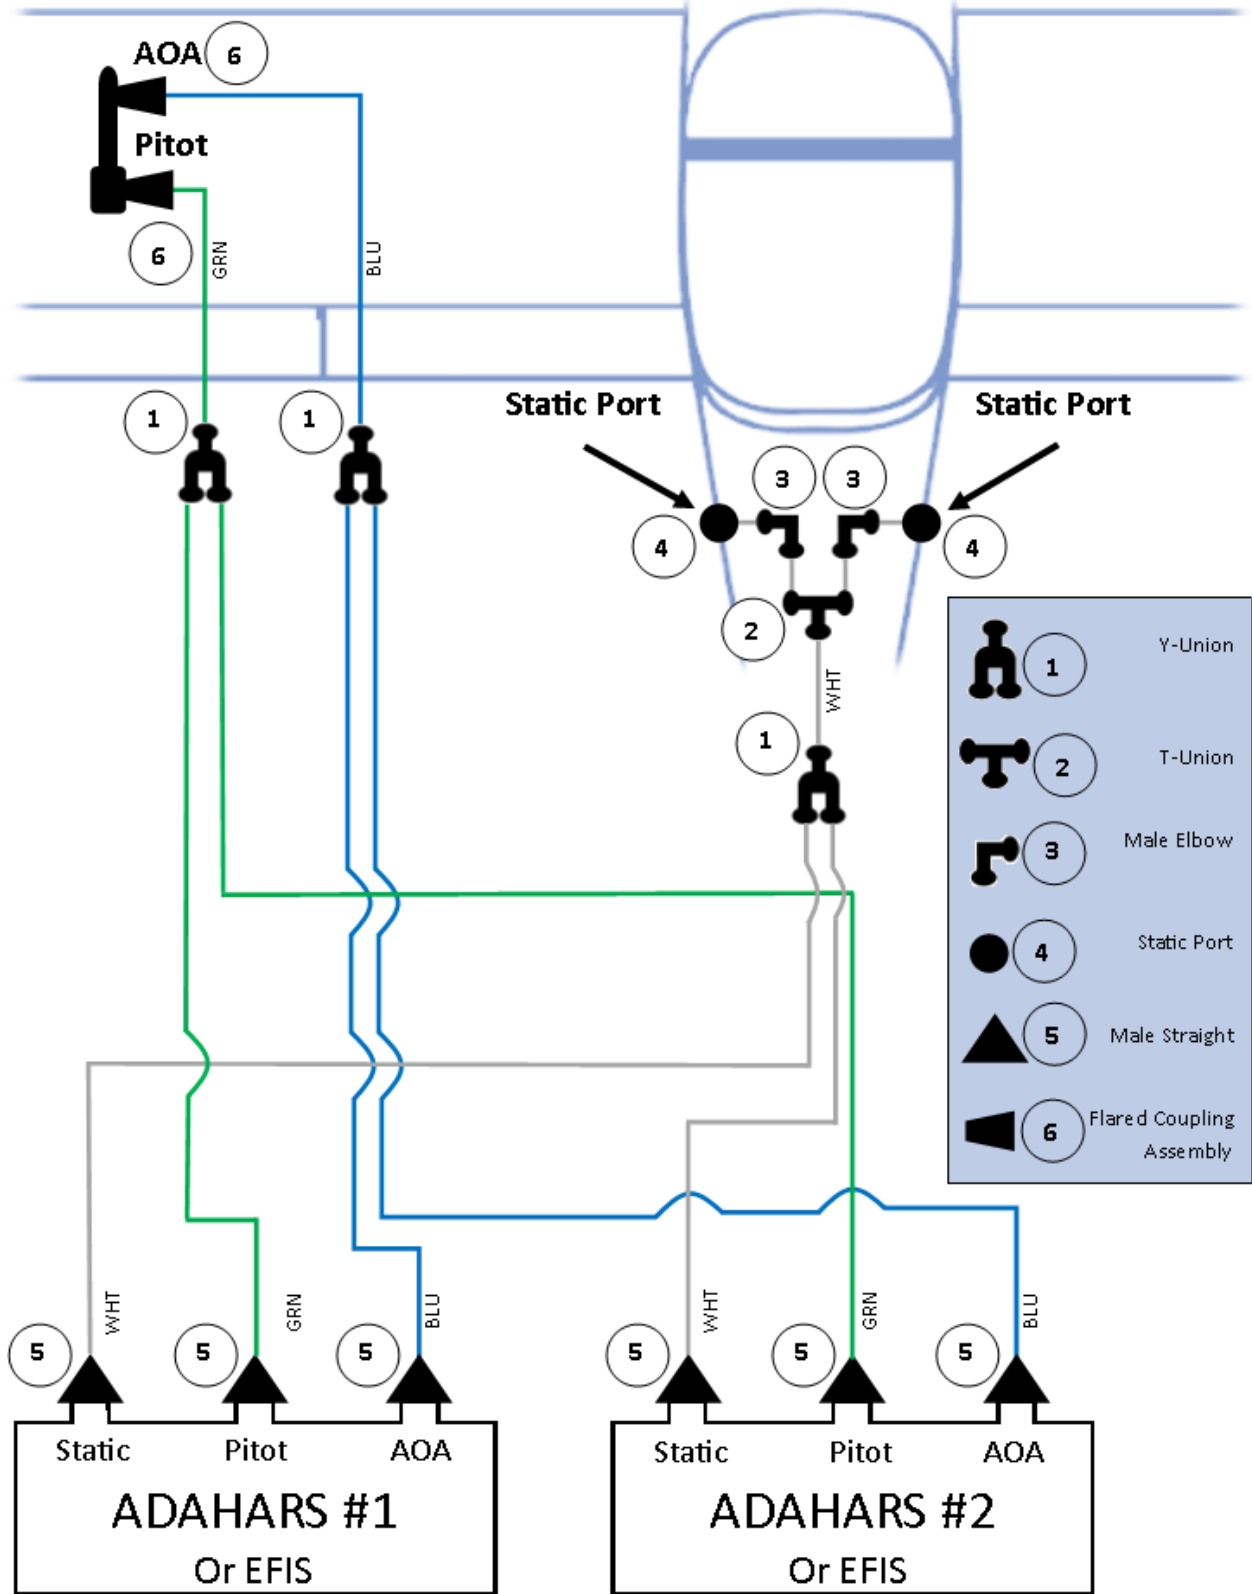 AOA 6
Pitot
6
GRN
BLU
1
1
Static Port
Static Port
3
3
4
4
2
WHT
1
1 Y-Union
2 T-Union
3 Male Elbow
4 Static Port
5 Male Straight
6 Flared Coupling
Assembly
WHT
GRN
BLU
WHT
GRN
BLU
5
5
5
5
5
5
Static Pitot AOA
ADAHARS #1
Or EFIS
Static Pitot AOA
ADAHARS #2
Or EFIS